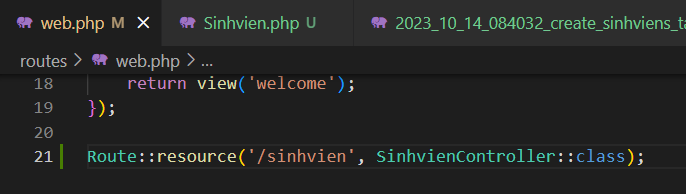 web.php M Sinhvien.php U 2023_10_14_084032_create_sinhviens_ta
routes > web.php > ...
18 return view('welcome');
19 });
20
21 Route::resource('/sinhvien', SinhvienController::class);